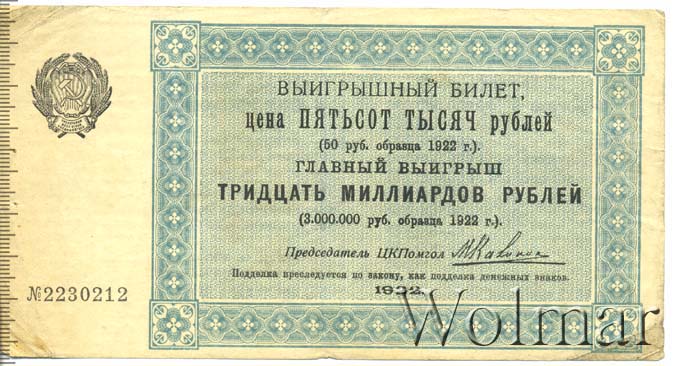 ВЫИГРЫШНЫЙ БИЛЕТ,
цена ПЯТЬСОТ ТЫСЯЧ рублей
(50 руб. образца 1922 г.).
ГЛАВНЫЙ ВЫИГРЫШ
ТРИДЦАТЬ МИЛЛИАРДОВ РУБЛЕЙ
(3.000.000 руб. образца 1922 г.).
Председатель ЦКПомгол
Подделка преследуется по закону, как подделка денежных знаков.
1922
№2230212
Wolmar